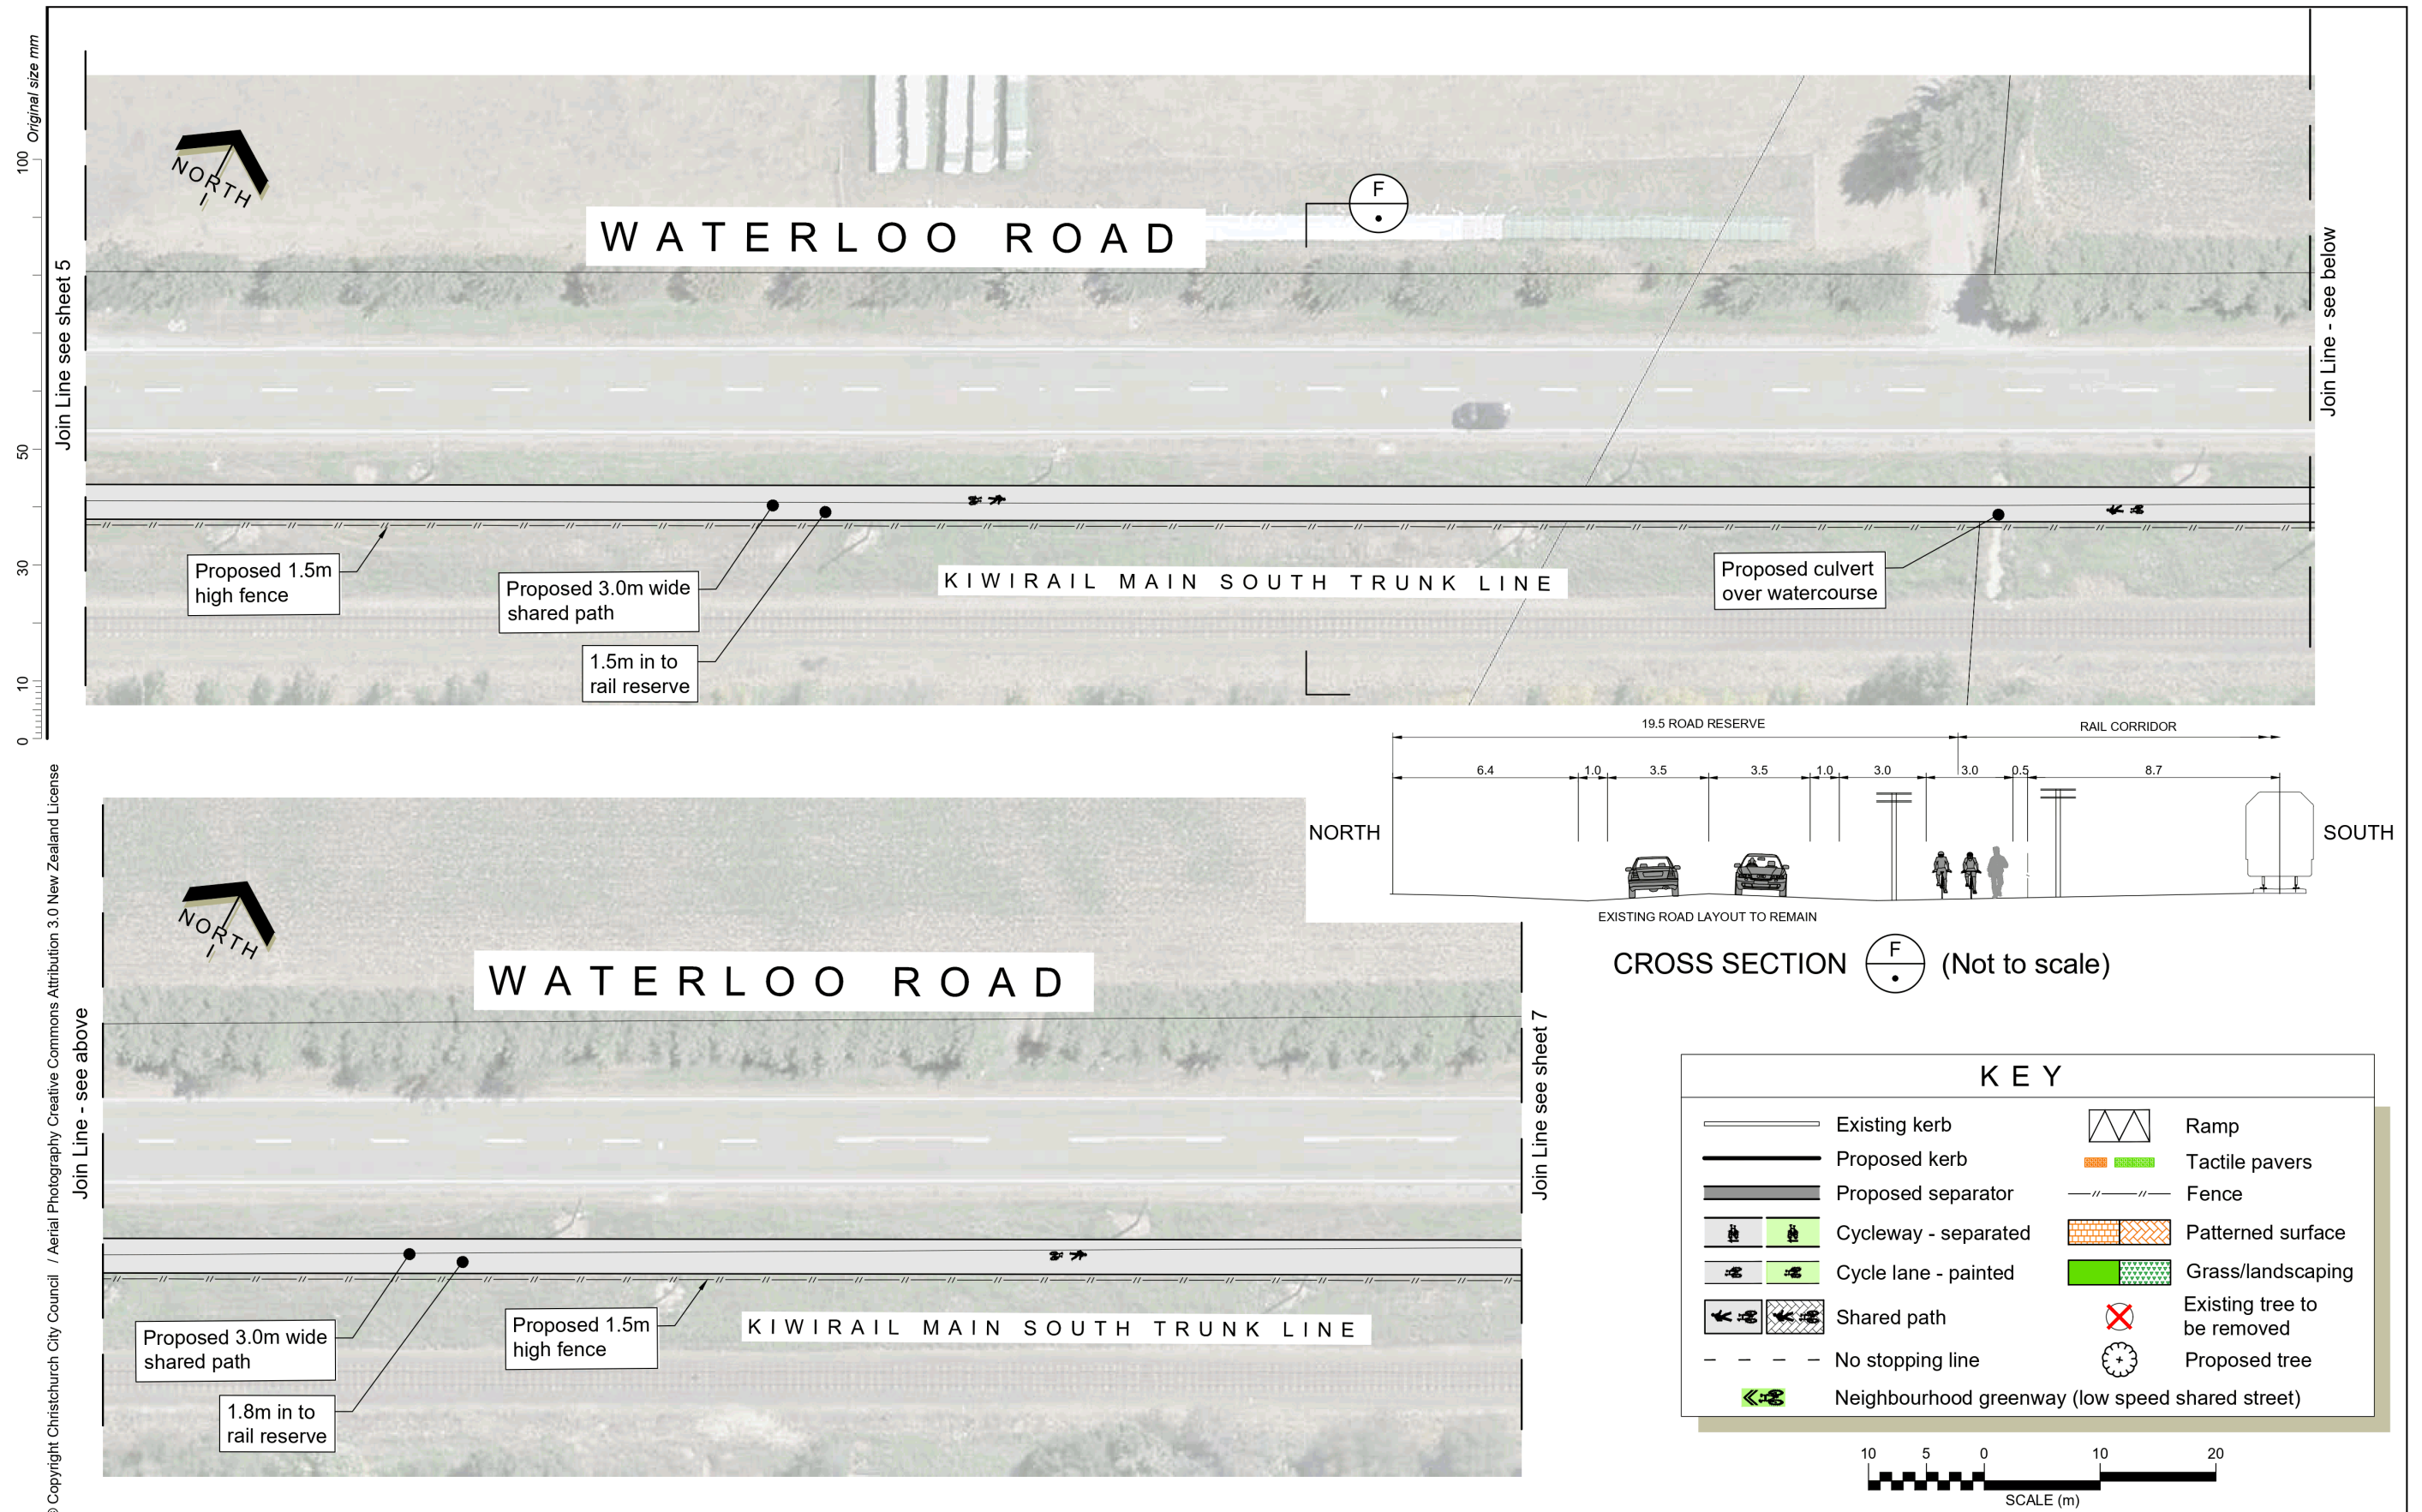 Original size mm
100
50
30
10
0
© Copyright Christchurch City Council / Aerial Photography Creative Commons Attribution 3.0 New Zealand License
Join Line see sheet 5
NORTH
WATERLOO ROAD
F
Join Line - see below
Proposed 1.5m
high fence
Proposed 3.0m wide
shared path
1.5m in to
rail reserve
KIWIRAIL MAIN SOUTH TRUNK LINE
Proposed culvert
over watercourse
19.5 ROAD RESERVE
RAIL CORRIDOR
6.4 1.0 3.5 3.5 1.0 3.0 3.0 0.5 8.7
NORTH
SOUTH
EXISTING ROAD LAYOUT TO REMAIN
CROSS SECTION F (Not to scale)
Join Line - see above
NORTH
WATERLOO ROAD
Join Line see sheet 7
Proposed 3.0m wide
shared path
1.8m in to
rail reserve
Proposed 1.5m
high fence
KIWIRAIL MAIN SOUTH TRUNK LINE
KEY
Existing kerb
Proposed kerb
Proposed separator
Cycleway - separated
Cycle lane - painted
Shared path
No stopping line
Neighbourhood greenway (low speed shared street)
Ramp
Tactile pavers
Fence
Patterned surface
Grass/landscaping
Existing tree to
be removed
Proposed tree
10 5 0 10 20
SCALE (m)